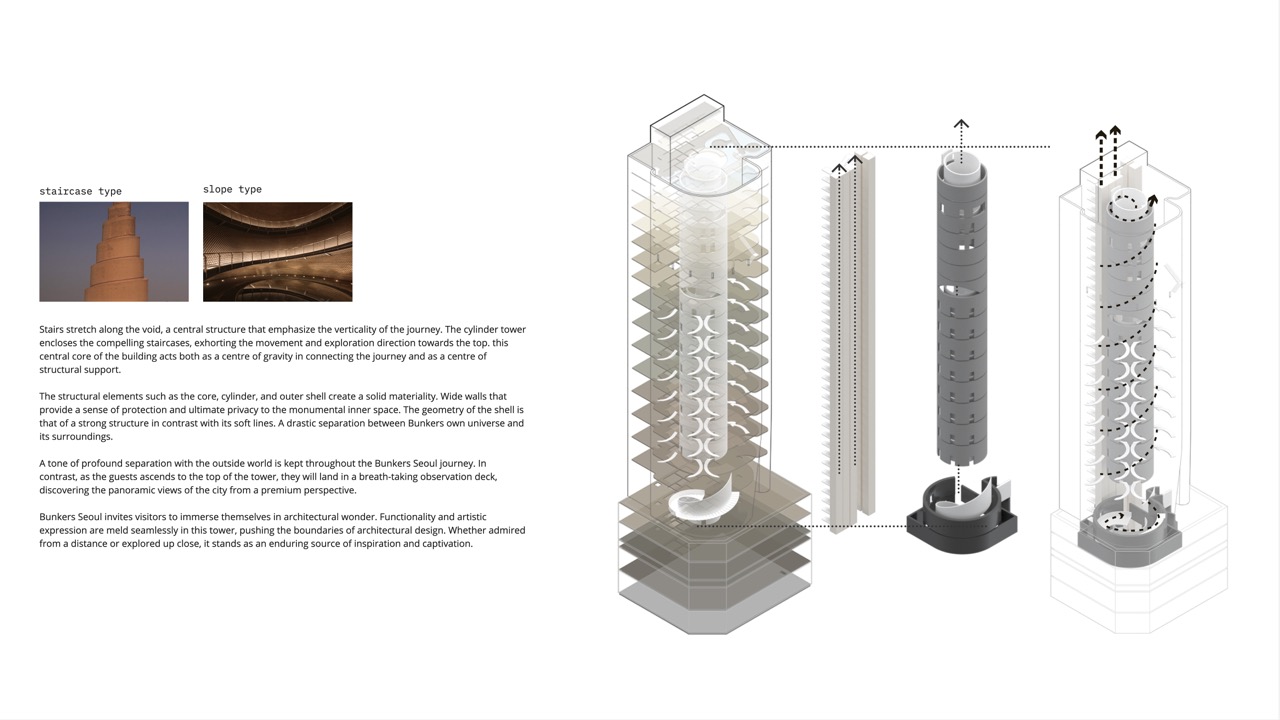 staircase type
slope type
Stairs stretch along the void, a central structure that emphasize the verticality of the journey. The cylinder tower
encloses the compelling staircases, exhorting the movement and exploration direction towards the top. this
central core of the building acts both as a centre of gravity in connecting the journey and as a centre of
structural support.
The structural elements such as the core, cylinder, and outer shell create a solid materiality. Wide walls that
provide a sense of protection and ultimate privacy to the monumental inner space. The geometry of the shell is
that of a strong structure in contrast with its soft lines. A drastic separation between Bunkers own universe and
its surroundings.
A tone of profound separation with the outside world is kept throughout the Bunkers Seoul journey. In
contrast, as the guests ascends to the top of the tower, they will land in a breath-taking observation deck,
discovering the panoramic views of the city from a premium perspective.
Bunkers Seoul invites visitors to immerse themselves in architectural wonder. Functionality and artistic
expression are meld seamlessly in this tower, pushing the boundaries of architectural design. Whether admired
from a distance or explored up close, it stands as an enduring source of inspiration and captivation.